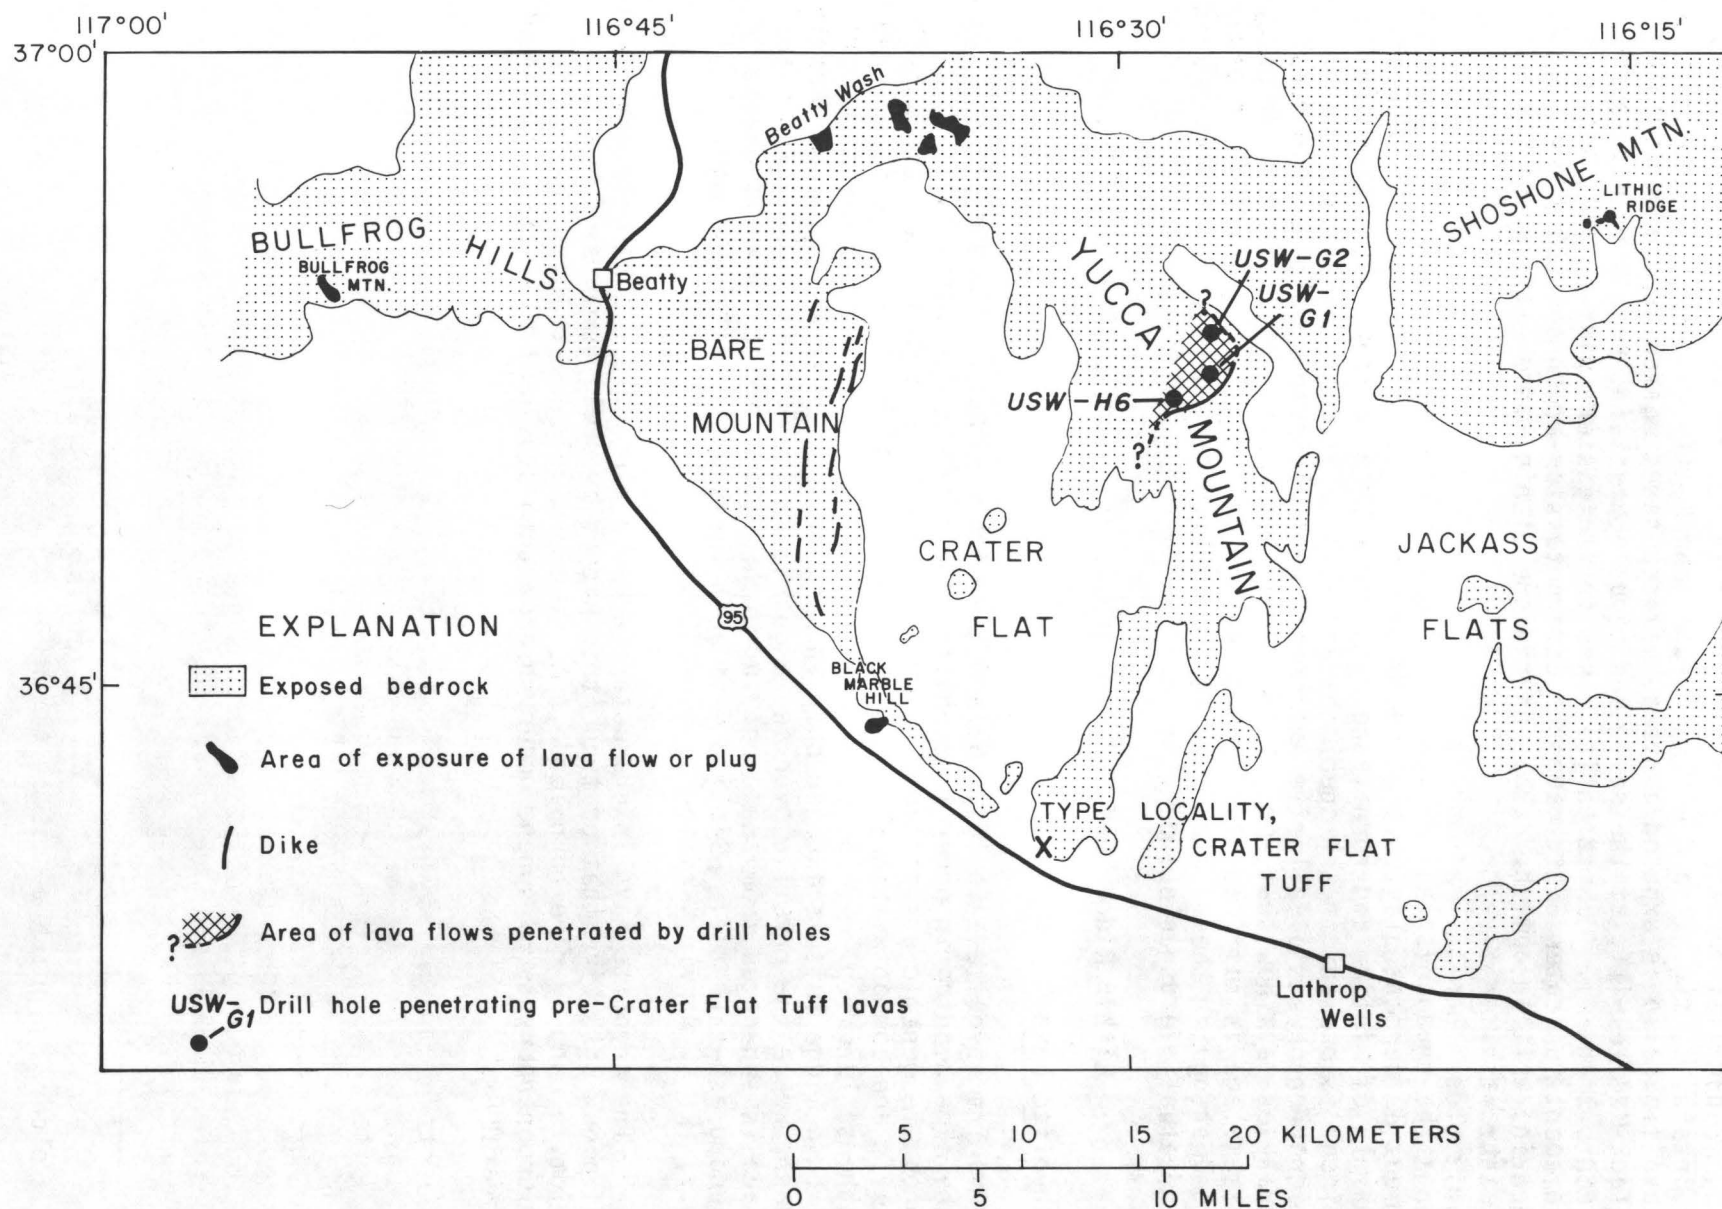 117°00'
116°45'
116°30'
116°15'
37°00'
Beatty Wash
SHOSHONE MTN
LITHIC
RIDGE
BULLFROG
HILLS
BULLFROG
MTN.
Beatty
YUCCA
MOUNTAIN
USW-G2
USW-
G1
?
USW-H6
?
BARE
MOUNTAIN
CRATER
FLAT
JACKASS
FLATS
95
BLACK
MARBLE
HILL
36°45'
EXPLANATION
Exposed bedrock
Area of exposure of lava flow or plug
Dike
? Area of lava flows penetrated by drill holes
USW-
G1 Drill hole penetrating pre-Crater Flat Tuff lavas
TYPE LOCALITY,
X CRATER FLAT
TUFF
Lathrop
Wells
0 5 10 15 20 KILOMETERS
0 5 10 MILES